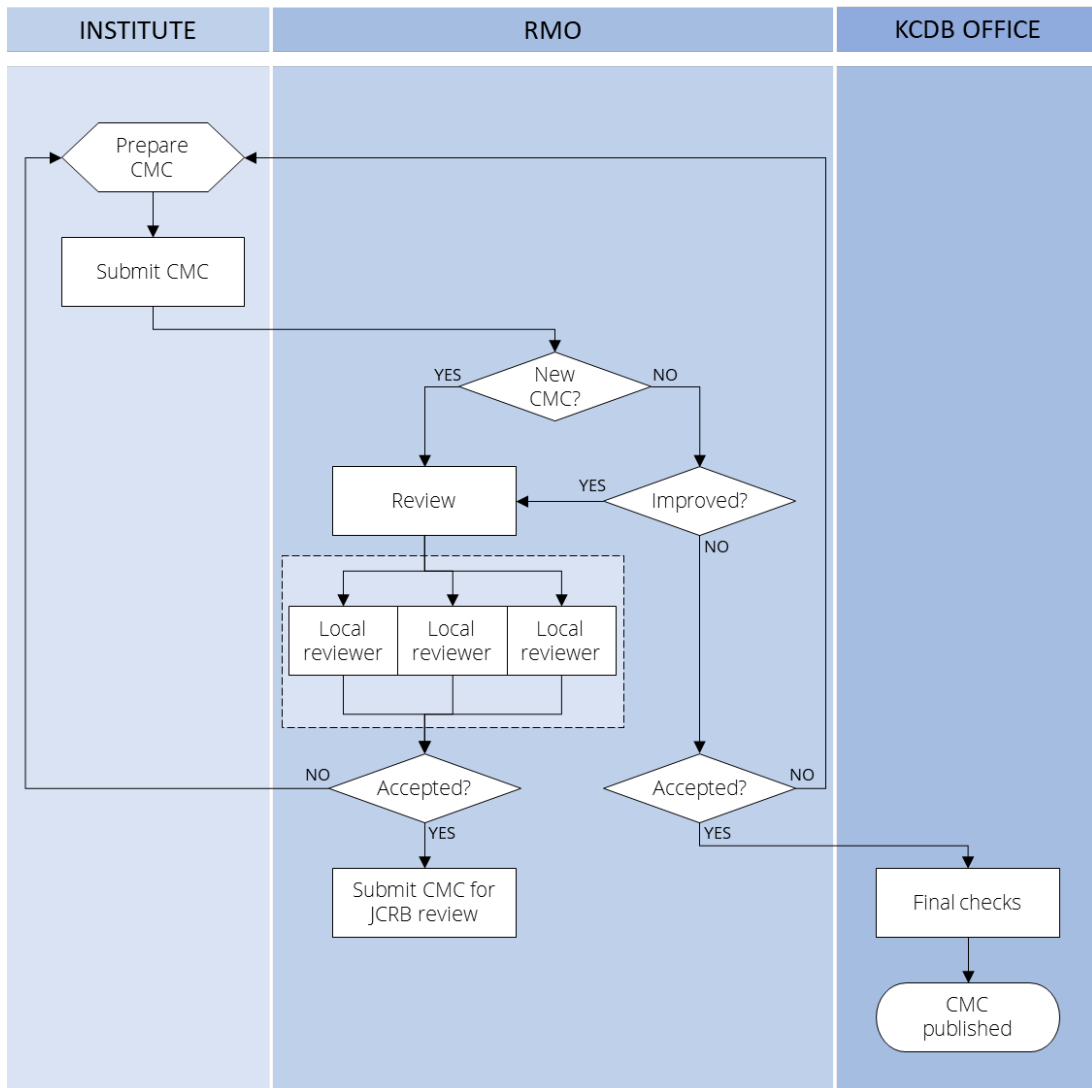 INSTITUTE
RMO
KCDB OFFICE
Prepare
CMC
Submit CMC
New
CMC?
YES
NO
Review
YES
Improved?
NO
Local
reviewer
Local
reviewer
Local
reviewer
NO
Accepted?
YES
Accepted?
NO
YES
Submit CMC for
JCRB review
Final checks
CMC
published